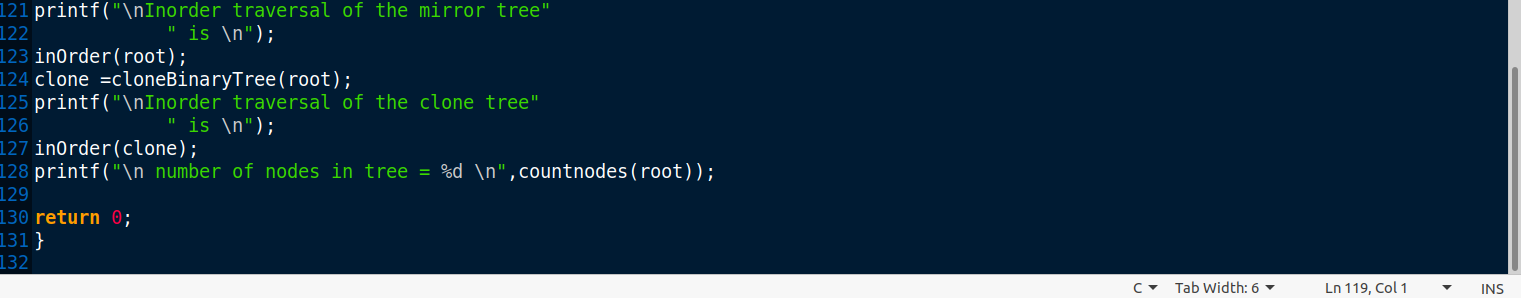 121 printf("\nInorder traversal of the mirror tree"
122             " is \n");
123 inOrder(root);
124 clone =cloneBinaryTree(root);
125 printf("\nInorder traversal of the clone tree"
126             " is \n");
127 inOrder(clone);
128 printf("\n number of nodes in tree = %d \n",countnodes(root));
129
130 return 0;
131 }
132
C Tab Width: 6 Ln 119, Col 1 INS